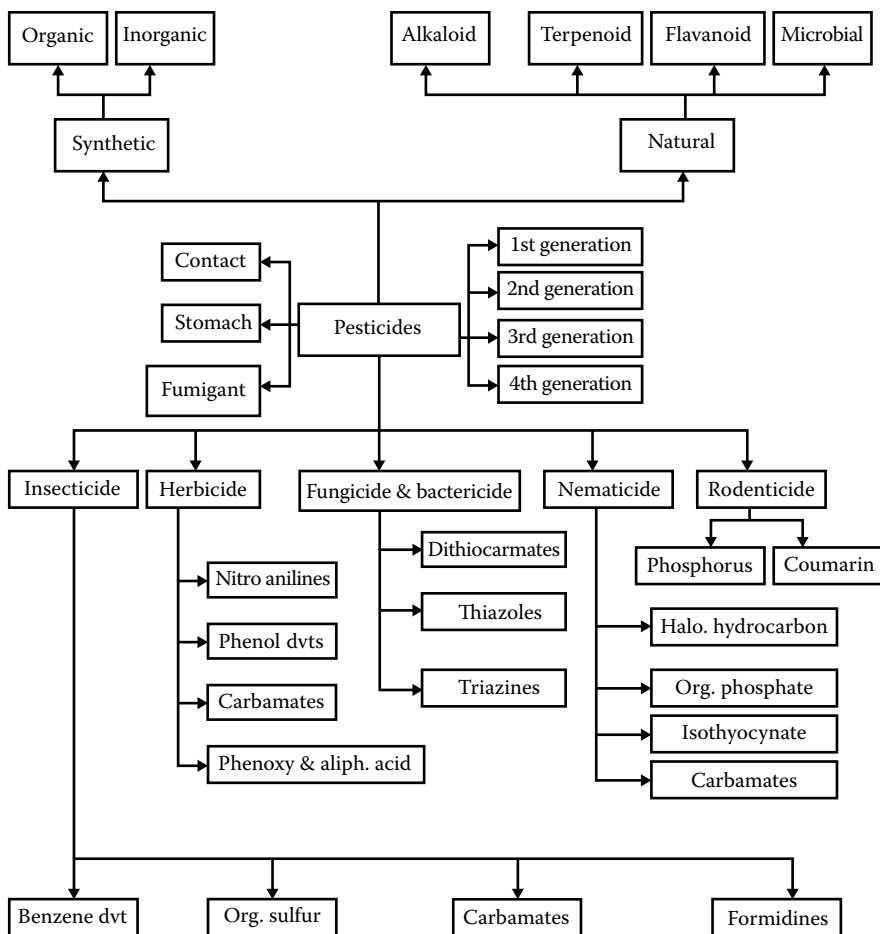 Organic
Inorganic
Alkaloid
Terpenoid
Flavanoid
Microbial
Synthetic
Natural
Contact
Stomach
Fumigant
Pesticides
1st generation
2nd generation
3rd generation
4th generation
Insecticide
Herbicide
Fungicide & bactericide
Nematicide
Rodenticide
Nitro anilines
Phenol dvts
Carbamates
Phenoxy & aliph. acid
Dithiocarmates
Thiazoles
Triazines
Phosphorus
Coumarin
Halo. hydrocarbon
Org. phosphate
Isothyocynate
Carbamates
Benzene dvt
Org. sulfur
Carbamates
Formidines